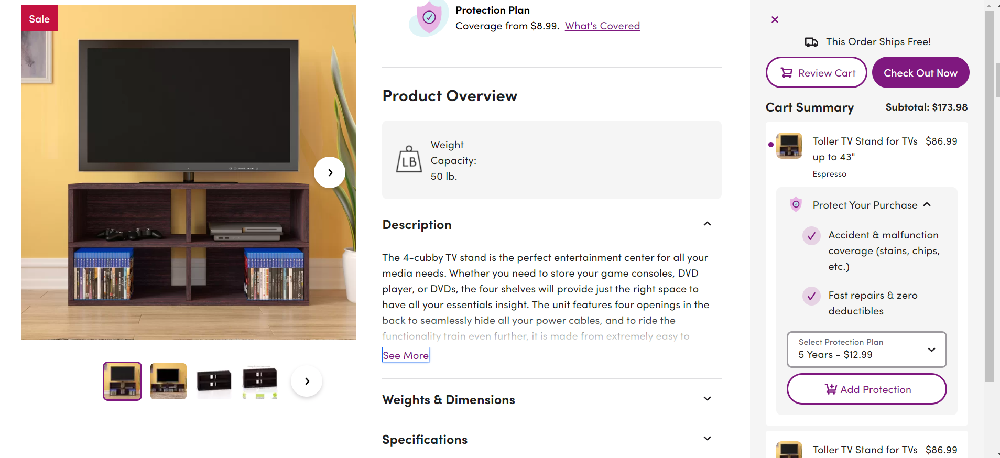 Sale
Protection Plan
Coverage from $8.99. What's Covered
Product Overview
LB
Weight
Capacity:
50 lb.
Description
The 4-cubby TV stand is the perfect entertainment center for all your
media needs. Whether you need to store your game consoles, DVD
player, or DVDs, the four shelves will provide just the right space to
have all your essentials insight. The unit features four openings in the
back to seamlessly hide all your power cables, and to ride the
functionality train even further, it is made from extremely easy to
See More
Weights & Dimensions
Specifications
This Order Ships Free!
Review Cart
Check Out Now
Cart Summary
Subtotal: $173.98
Toller TV Stand for TVs $86.99
up to 43"
Espresso
Protect Your Purchase
Accident & malfunction
coverage (stains, chips,
etc.)
Fast repairs & zero
deductibles
Select Protection Plan
5 Years - $12.99
Add Protection
Toller TV Stand for TVs $86.99